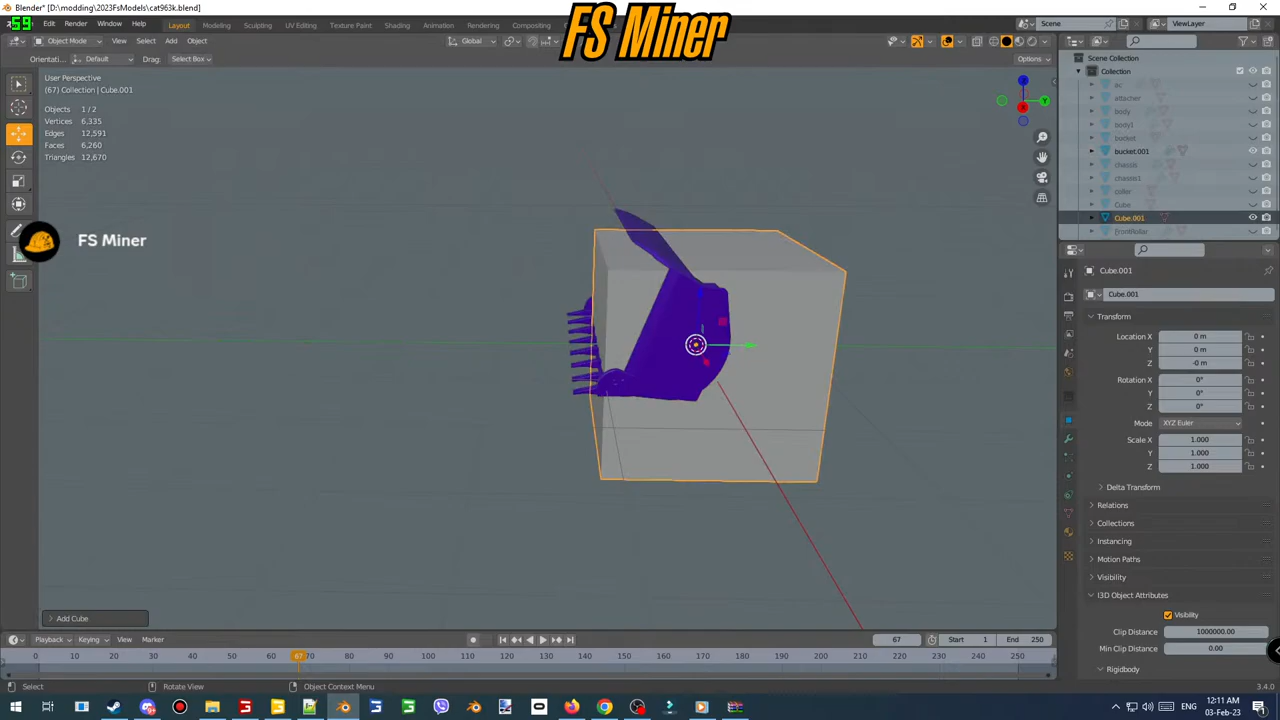 Blender* [D:\modding\2023FsModels\cat963k.blend]
59
Edit
Render
Window
Help
Layout
Modeling
Sculpting
UV Editing
Texture Paint
Shading
Animation
Rendering
Scene
ViewLayer
FS Miner
Object Mode
View
Select
Add
Object
Global
Orientat...
Default
Drag:
Select Box
Options
User Perspective
(67) Collection | Cube.001
Objects 1 / 2
Vertices 6,335
Edges 12,591
Faces 6,260
Triangles 12,670
FS Miner
Scene Collection
Collection
ac
attacher
body
body1
bucket
bucket.001
chassis
chassis1
coller
Cube
Cube.001
Cube.001
Cube.001
Transform
Location X 0 m
Y 0 m
Z -0 m
Rotation X 0°
Y 0°
Z 0°
Mode XYZ Euler
Scale X 1.000
Y 1.000
Z 1.000
Delta Transform
Relations
Collections
Instancing
Motion Paths
Visibility
I3D Object Attributes
Visibility
Clip Distance 1000000.00
Min Clip Distance 0.00
Rigidbody
Add Cube
Playback
Keying
View
Marker
67
Start 1
End 250
0 10 20 30 40 50 60 67 70 80 90 100 110 120 130 140 150 160 170 180 190 200 210 220 230 240 250
Select
Rotate View
Object Context Menu
3.4.0
12:11 AM
03-Feb-23